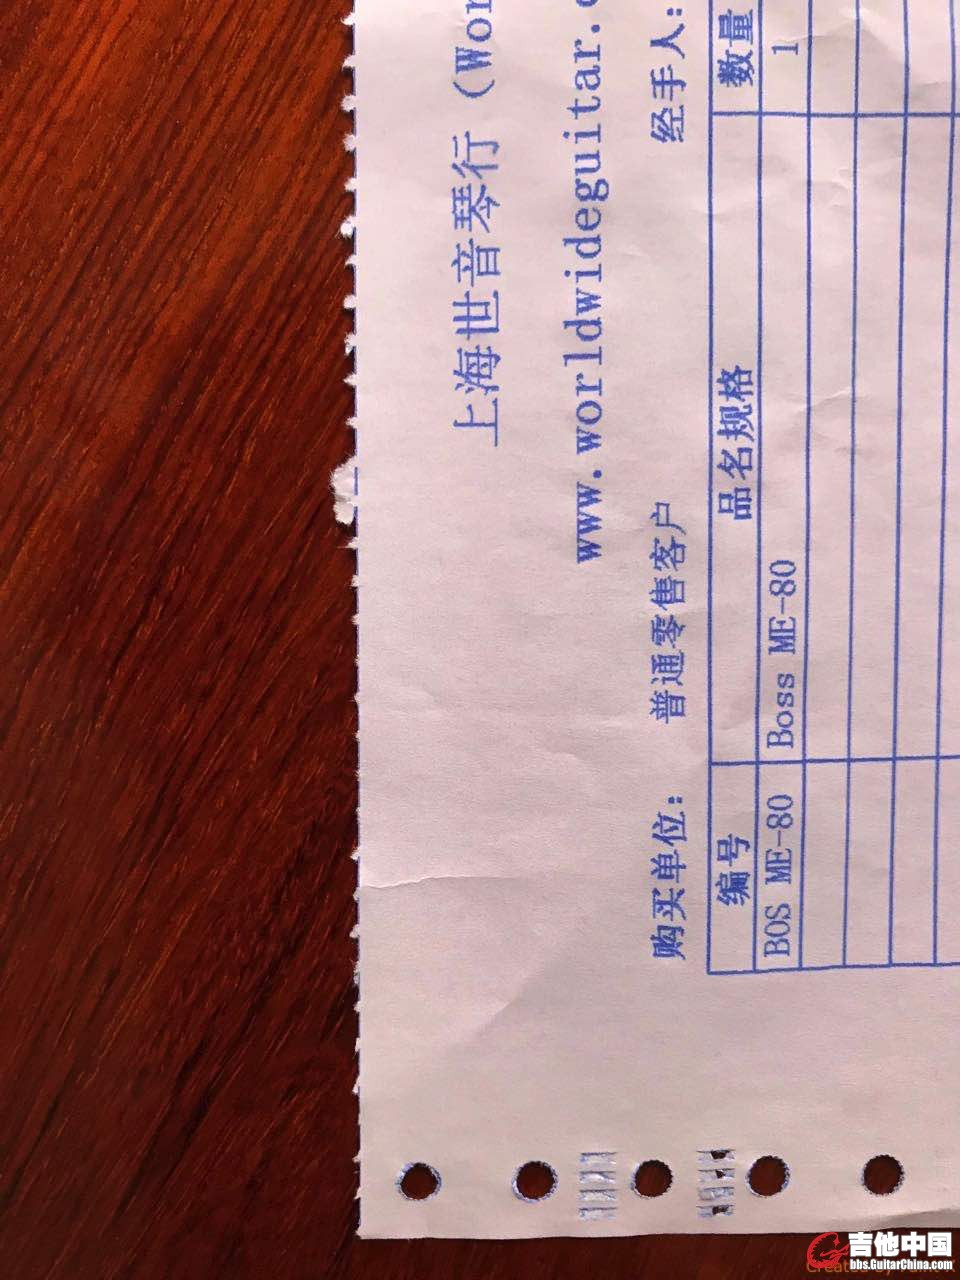 上海世音琴行 (Wor
www.worldwideguitar.
购买单位: 普通零售客户 经手人:
编号 品名规格 数量
BOS ME-80 Boss ME-80 1
吉他中国
bbs.GuitarChina.com